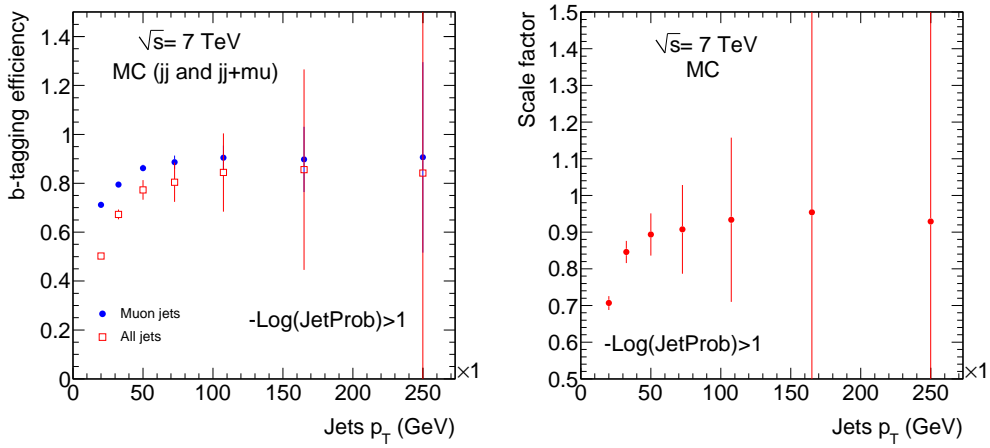 √s= 7 TeV
MC (jj and jj+mu)
b-tagging efficiency
1.4
1.2
1
0.8
0.6
0.4
0.2
0
Muon jets
All jets
-Log(JetProb)>1
0 50 100 150 200 250
×1
Jets p_T (GeV)
√s= 7 TeV
MC
Scale factor
1.5
1.4
1.3
1.2
1.1
1
0.9
0.8
0.7
0.6
0.5
-Log(JetProb)>1
0 50 100 150 200 250
×1
Jets p_T (GeV)